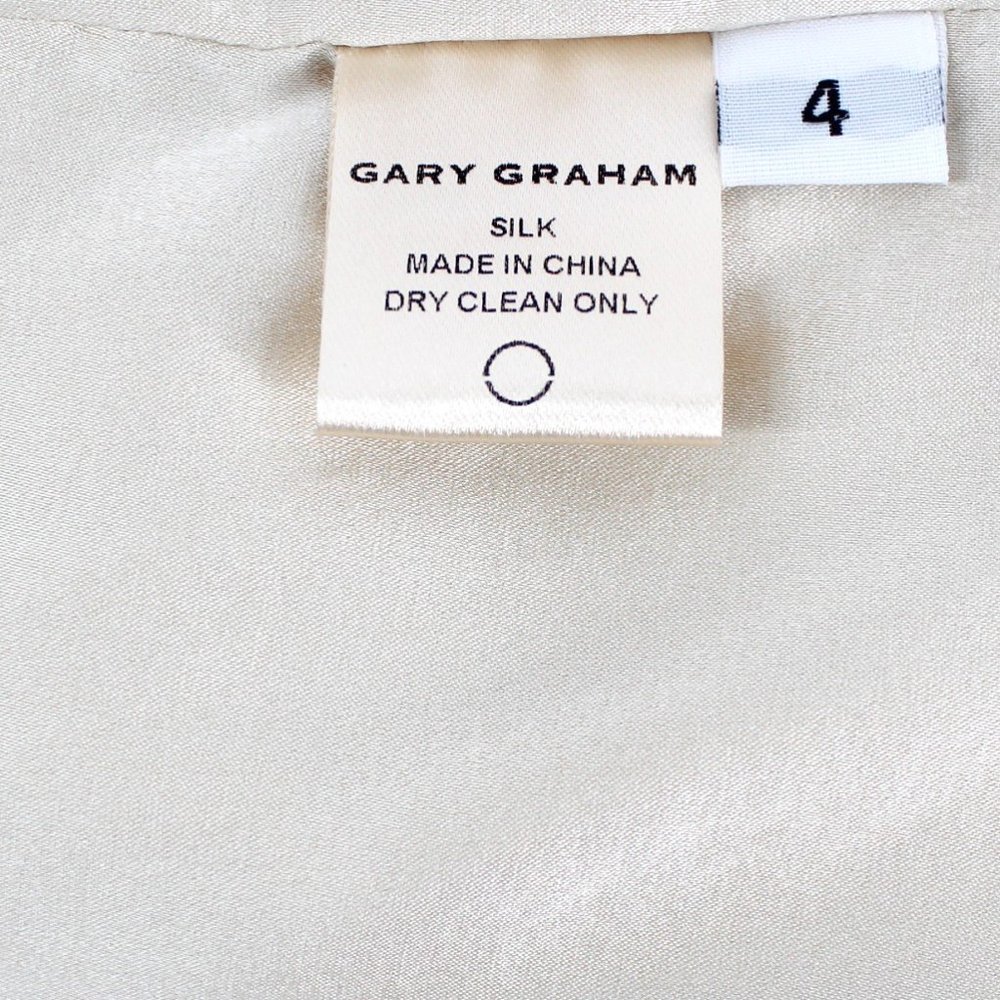 GARY GRAHAM
SILK
MADE IN CHINA
DRY CLEAN ONLY
4